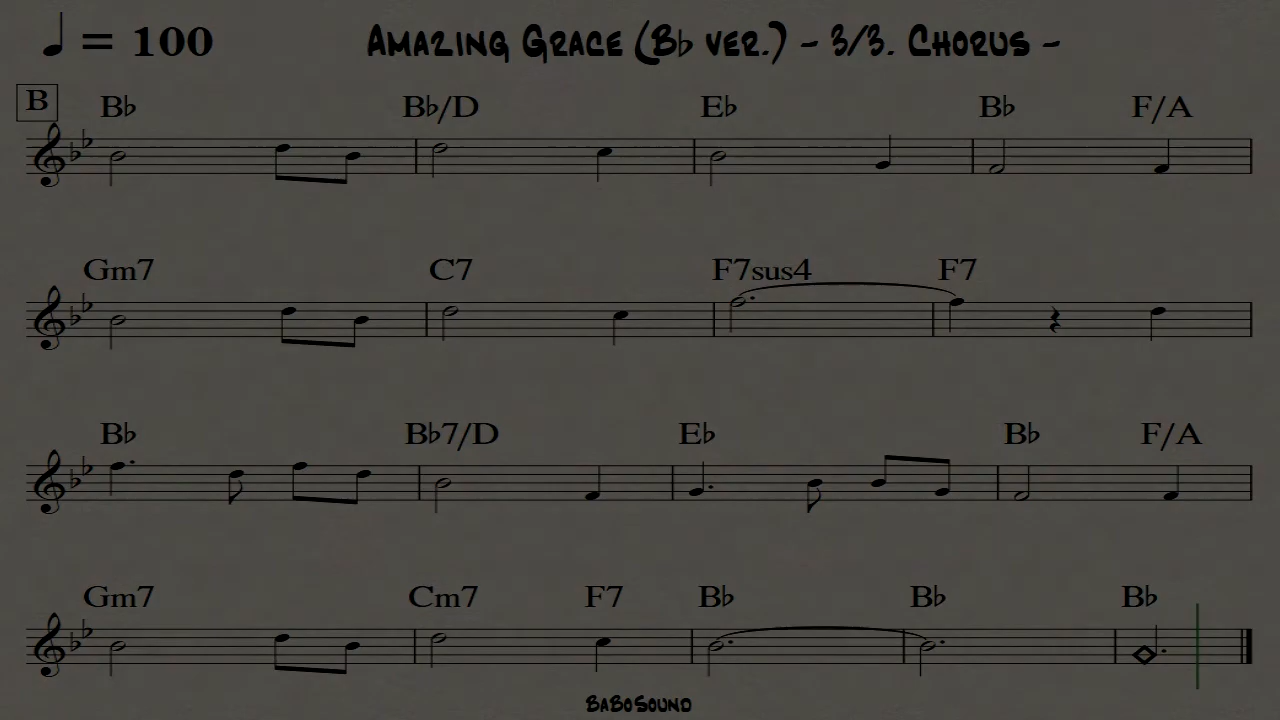 ♩ = 100 Amazing Grace (B♭ ver.) - 3/3. Chorus -
B B♭ B♭/D E♭ B♭ F/A
Gm7 C7 F7sus4 F7
B♭ B♭7/D E♭ B♭ F/A
Gm7 Cm7 F7 B♭ B♭ B♭
BaBoSound